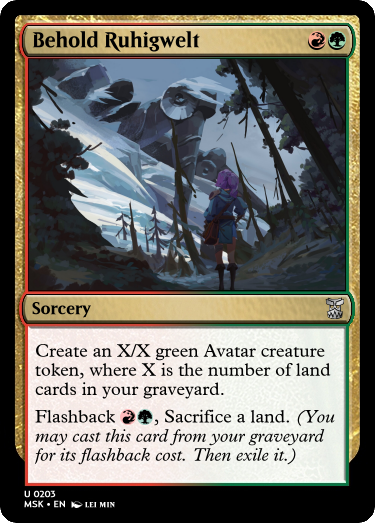 Behold Ruhigwelt
Sorcery
Create an X/X green Avatar creature
token, where X is the number of land
cards in your graveyard.
Flashback , Sacrifice a land. (You
may cast this card from your graveyard
for its flashback cost. Then exile it.)
U 0203
MSK • EN LEI MIN